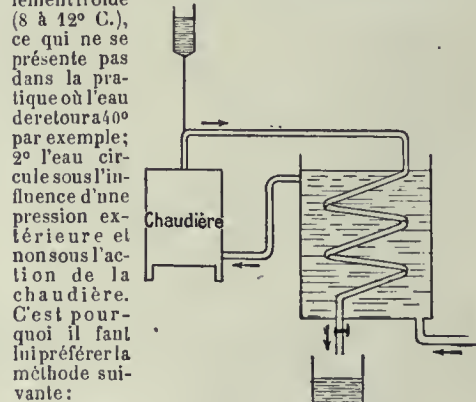 lement froide
(8 à 12° C.),
ce qui ne se
présente pas
dans la pra-
tique où l'eau
de retour a 40°
par exemple;
2° l'eau cir-
cule sous l'in-
fluence d'une
pression ex-
térieure et
non sous l'ac-
tion de la
chaudière.
C'est pour-
quoi il faut
lui préférer la
méthode sui-
vante:
Chaudière